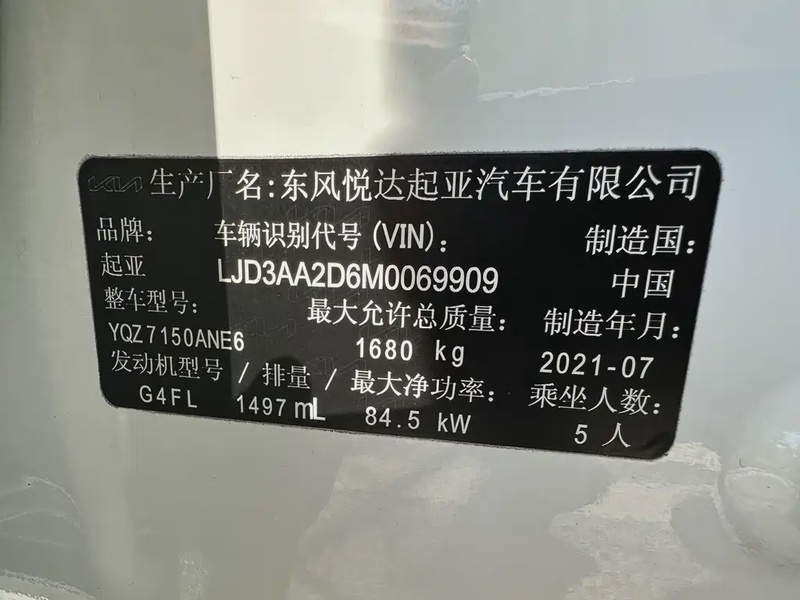 KIA 生产厂名:东风悦达起亚汽车有限公司
品牌: 车辆识别代号(VIN): 制造国:
起亚 LJD3AA2D6M0069909 中国
整车型号: 最大允许总质量: 制造年月:
YQZ7150ANE6 1680 kg 2021-07
发动机型号 / 排量 / 最大净功率: 乘坐人数:
G4FL 1497 mL 84.5 kW 5 人